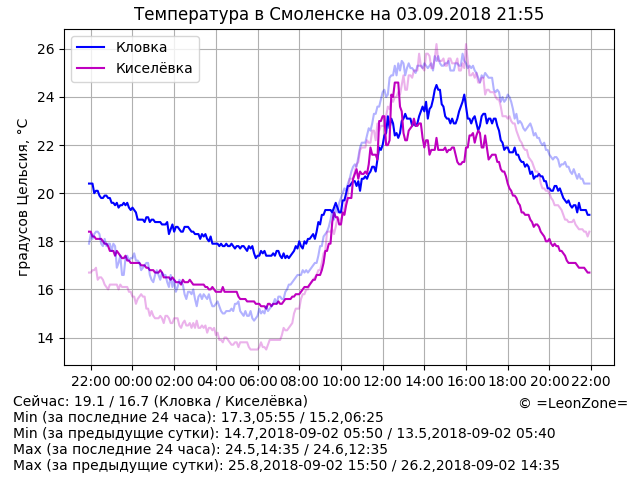 Температура в Смоленске на 03.09.2018 21:55
Кловка
Киселёвка
градусов Цельсия, °C
26
24
22
20
18
16
14
22:00 00:00 02:00 04:00 06:00 08:00 10:00 12:00 14:00 16:00 18:00 20:00 22:00
Сейчас: 19.1 / 16.7 (Кловка / Киселёвка)
© =LeonZone=
Min (за последние 24 часа): 17.3,05:55 / 15.2,06:25
Min (за предыдущие сутки): 14.7,2018-09-02 05:50 / 13.5,2018-09-02 05:40
Max (за последние 24 часа): 24.5,14:35 / 24.6,12:35
Max (за предыдущие сутки): 25.8,2018-09-02 15:50 / 26.2,2018-09-02 14:35